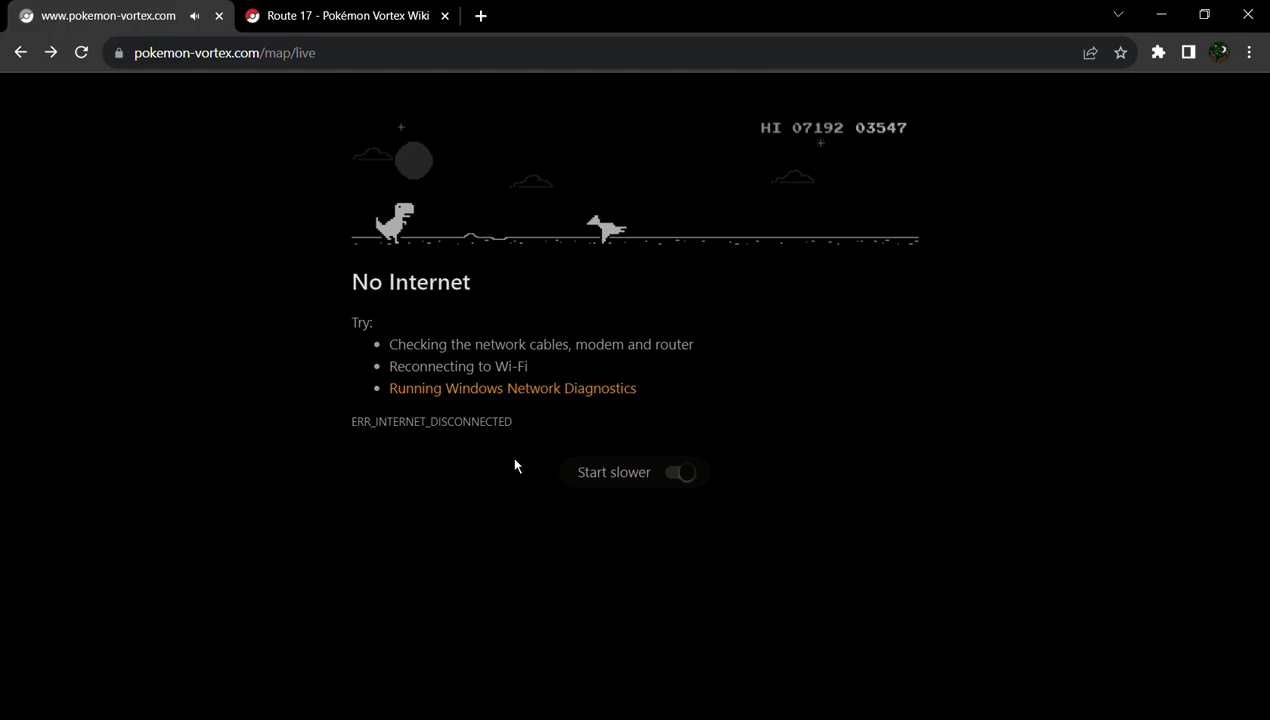 www.pokemon-vortex.com
Route 17 - Pokémon Vortex Wiki
pokemon-vortex.com/map/live
HI 07192 03547
No Internet
Try:
Checking the network cables, modem and router
Reconnecting to Wi-Fi
Running Windows Network Diagnostics
ERR_INTERNET_DISCONNECTED
Start slower